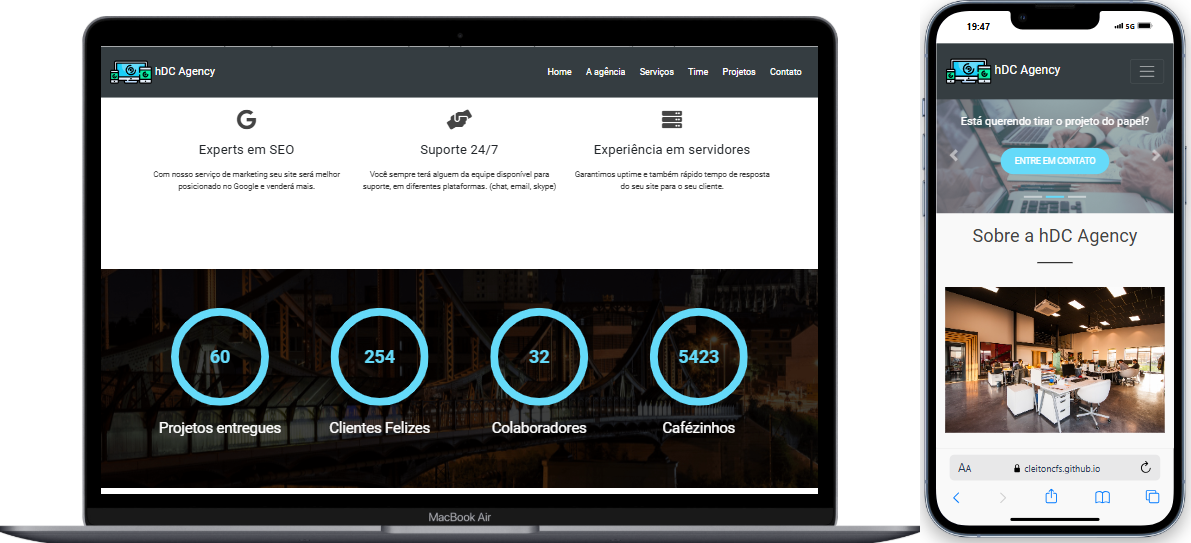 hDC Agency
Home A agência Serviços Time Projetos Contato
Experts em SEO
Com nosso serviço de marketing seu site será melhor
posicionado no Google e venderá mais.
Suporte 24/7
Você sempre terá alguem da equipe disponível para
suporte, em diferentes plataformas. (chat, email, skype)
Experiência em servidores
Garantimos uptime e também rápido tempo de resposta
do seu site para o seu cliente.
60
Projetos entregues
254
Clientes Felizes
32
Colaboradores
5423
Cafézinhos
MacBook Air
19:47
5G
hDC Agency
Está querendo tirar o projeto do papel?
ENTRE EM CONTATO
Sobre a hDC Agency
AA
cleitoncfs.github.io